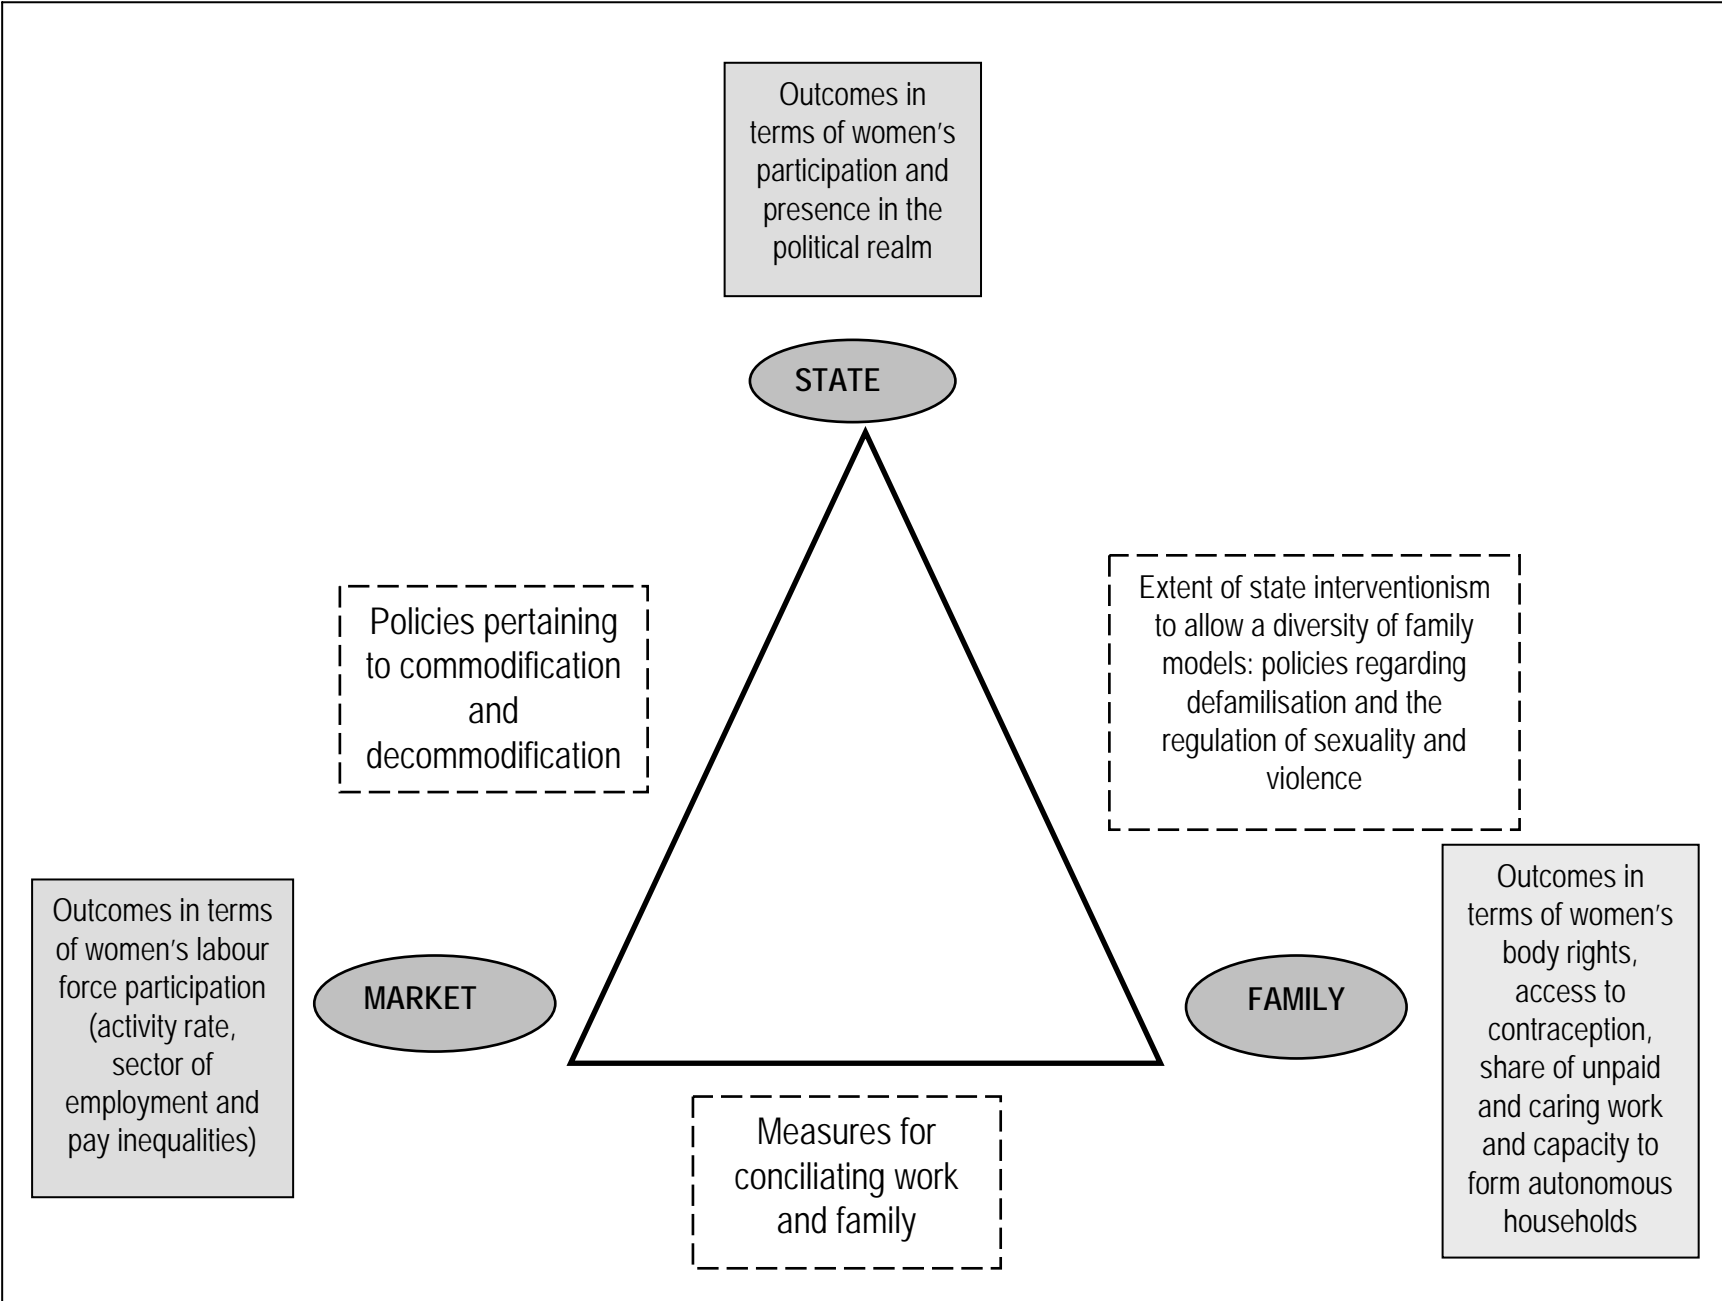 Outcomes in
terms of women's
participation and
presence in the
political realm
STATE
Policies pertaining
to commodification
and
decommodification
Extent of state interventionism
to allow a diversity of family
models: policies regarding
defamilisation and the
regulation of sexuality and
violence
Outcomes in terms
of women's labour
force participation
(activity rate,
sector of
employment and
pay inequalities)
MARKET
FAMILY
Outcomes in
terms of women's
body rights,
access to
contraception,
share of unpaid
and caring work
and capacity to
form autonomous
households
Measures for
conciliating work
and family